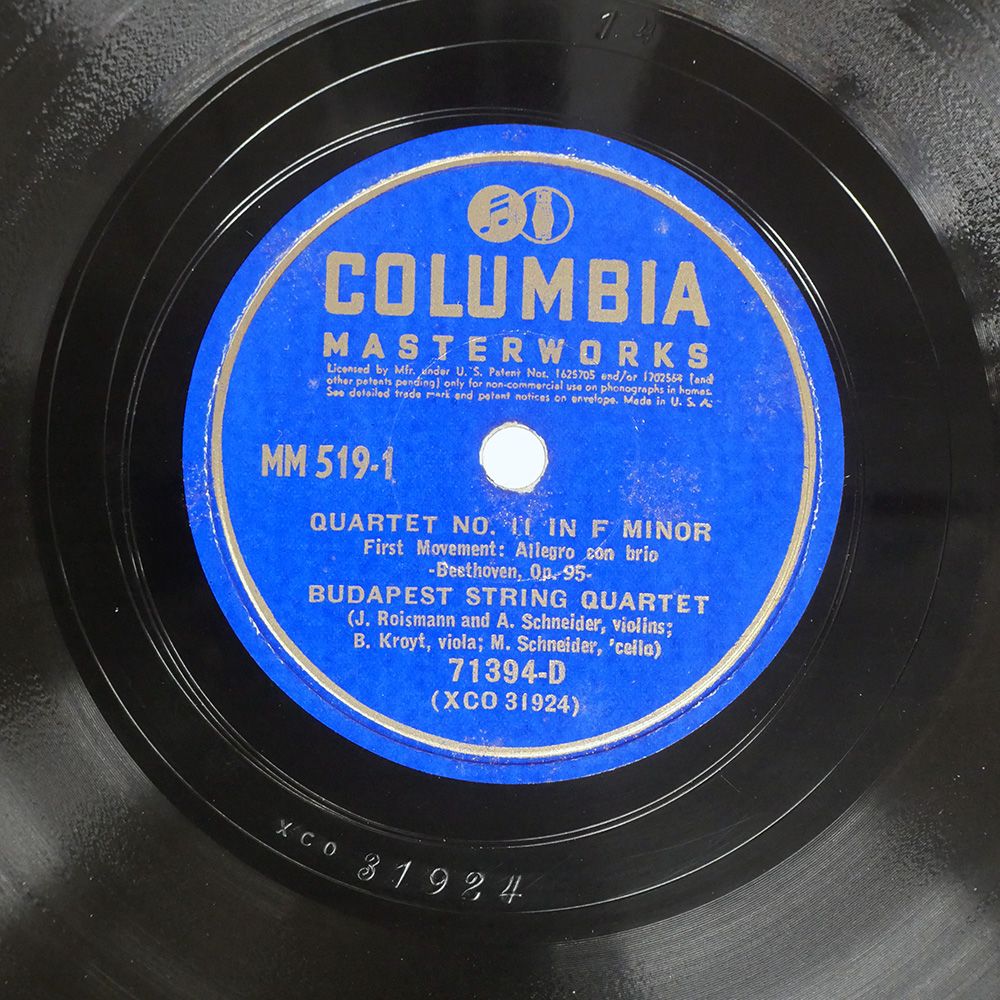 COLUMBIA
MASTERWORKS
Licensed by Mfr. under U. S. Patent Nos. 1625705 and/or 1702564 (and
other patents pending) only for non-commercial use on phonographs in homes.
See detailed trade mark and patent notices on envelope. Made in U. S. A.
MM 519-1
QUARTET NO. 11 IN F MINOR
First Movement: Allegro con brio
-Beethoven, Op. 95-
BUDAPEST STRING QUARTET
(J. Roismann and A. Schneider, violins;
B. Kroyt, viola; M. Schneider, 'cello)
71394-D
(XCO 31924)
XCO 31924